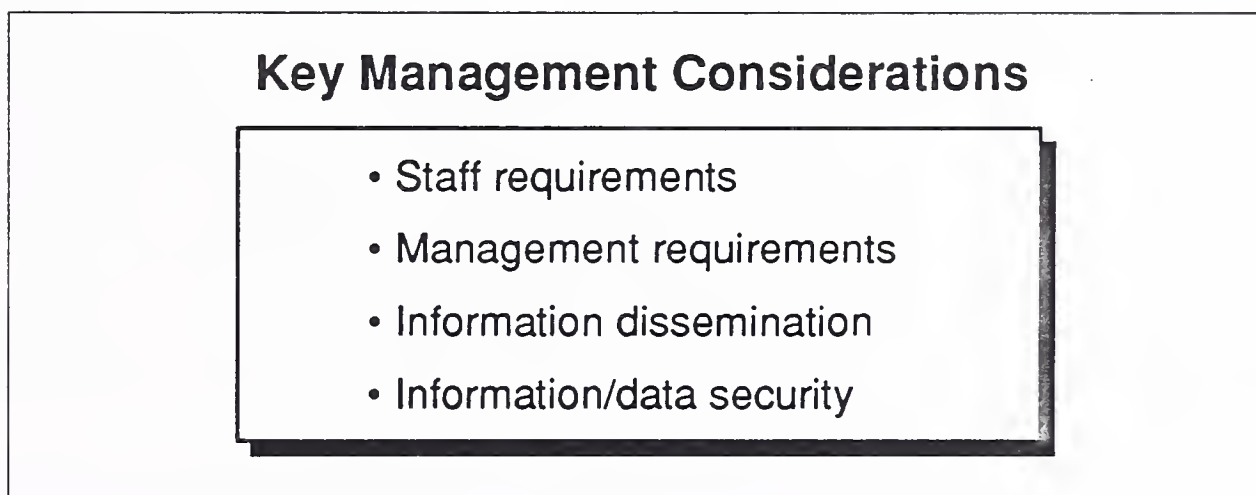 Key Management Considerations
• Staff requirements
• Management requirements
• Information dissemination
• Information/data security